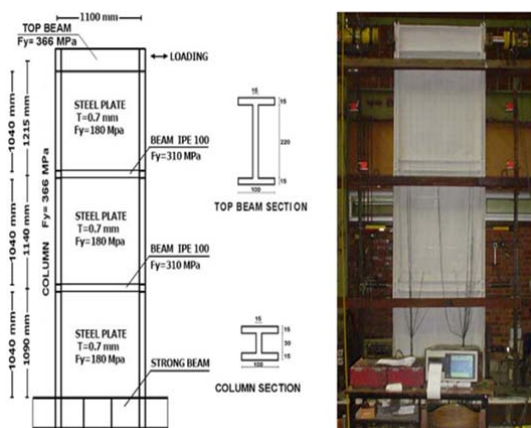 1100 mm
TOP BEAM
Fy= 366 MPa
LOADING
STEEL PLATE
T=0.7 mm
Fy=180 Mpa
BEAM IPE 100
Fy=310 MPa
STEEL PLATE
T=0.7 mm
Fy=180 Mpa
BEAM IPE 100
Fy=310 MPa
STEEL PLATE
T=0.7 mm
Fy=180 Mpa
STRONG BEAM
1040 mm
1215 mm
1040 mm
1140 mm
1040 mm
1090 mm
COLUMN Fy= 366 MPa
15
15
220
15
100
TOP BEAM SECTION
15
15
30
15
100
COLUMN SECTION